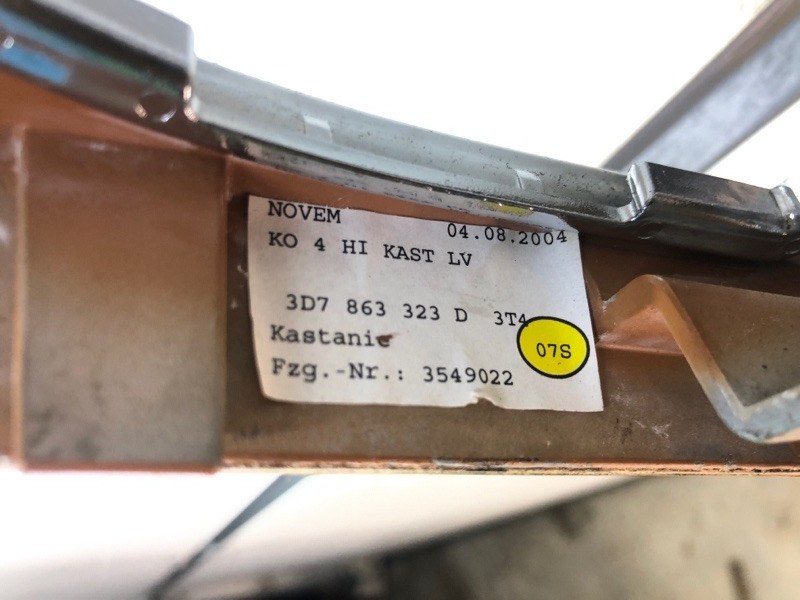 NOVEM
04.08.2004
KO 4 HI KAST LV
3D7 863 323 D 3T4
Kastanie
07S
Fzg.-Nr.: 3549022